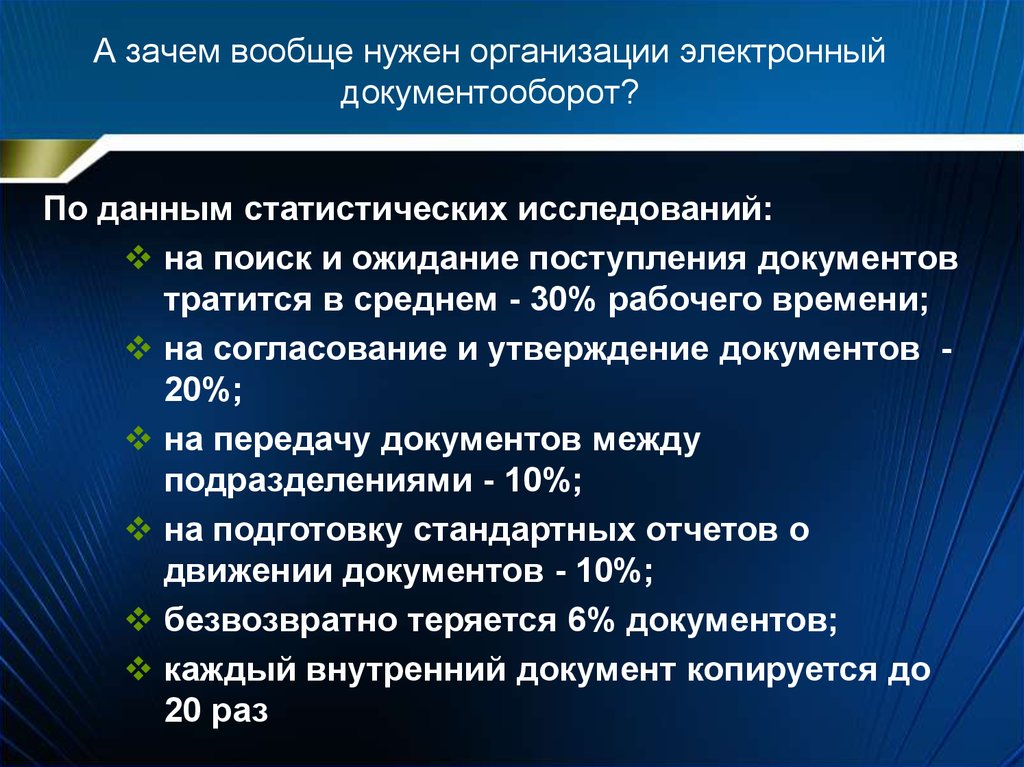 А зачем вообще нужен организации электронный
документооборот?
По данным статистических исследований:
на поиск и ожидание поступления документов
тратится в среднем - 30% рабочего времени;
на согласование и утверждение документов -
20%;
на передачу документов между
подразделениями - 10%;
на подготовку стандартных отчетов о
движении документов - 10%;
безвозвратно теряется 6% документов;
каждый внутренний документ копируется до
20 раз